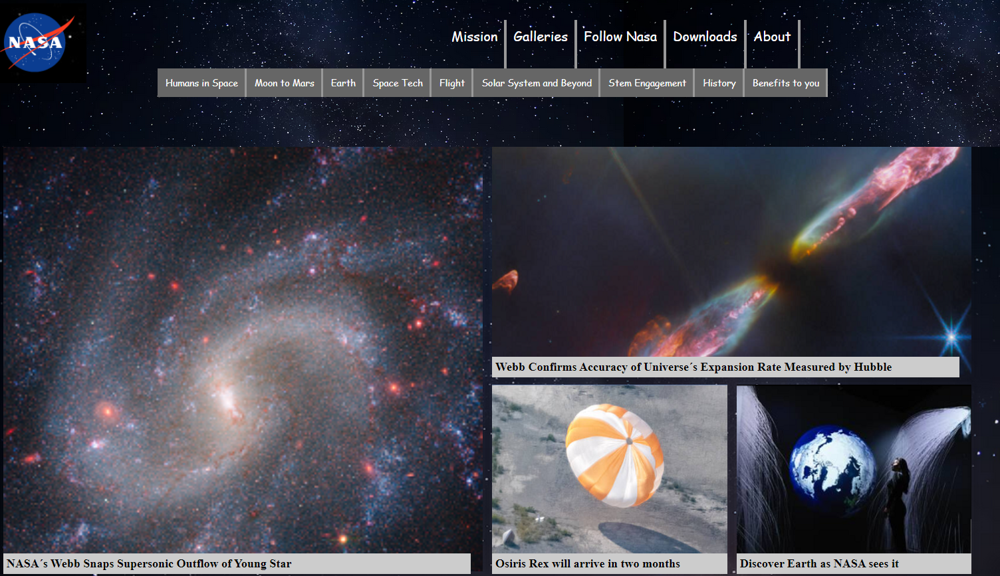 NASA
Mission
Galleries
Follow Nasa
Downloads
About
Humans in Space
Moon to Mars
Earth
Space Tech
Flight
Solar System and Beyond
Stem Engagement
History
Benefits to you
Webb Confirms Accuracy of Universe´s Expansion Rate Measured by Hubble
NASA´s Webb Snaps Supersonic Outflow of Young Star
Osiris Rex will arrive in two months
Discover Earth as NASA sees it